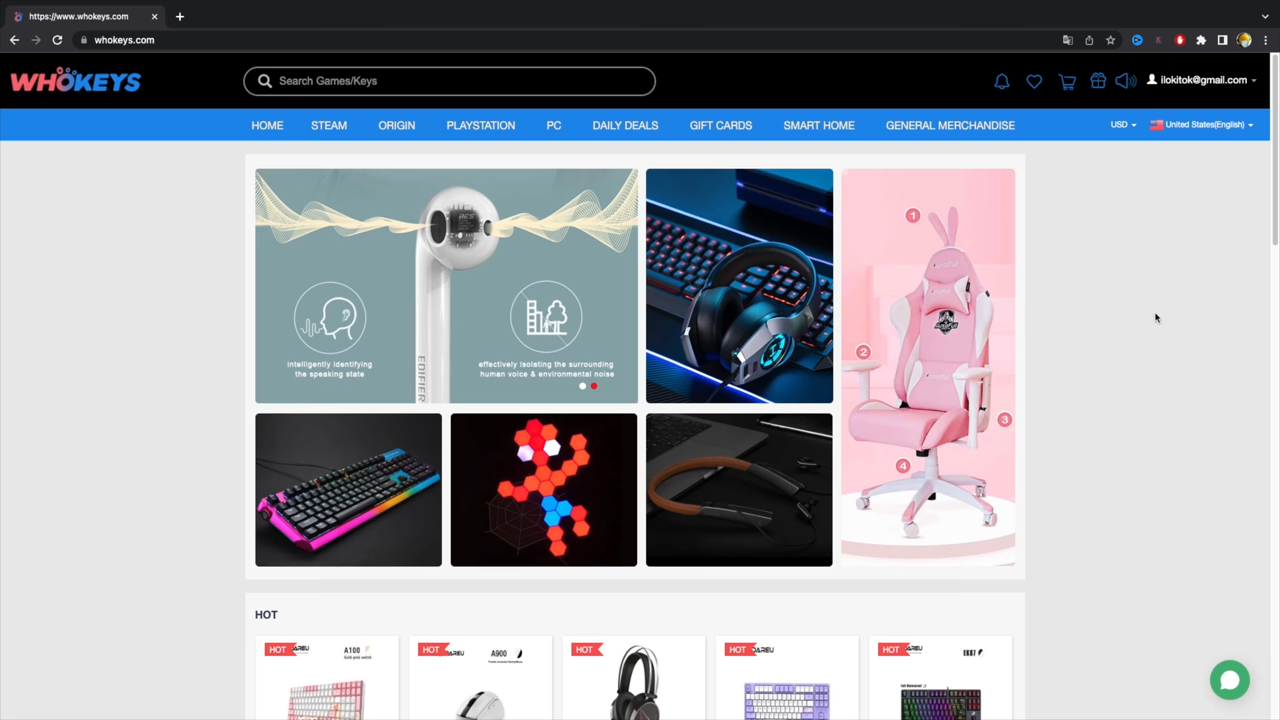 https://www.whokeys.com
whokeys.com
WHOKEYS
Search Games/Keys
ilokitok@gmail.com
HOME STEAM ORIGIN PLAYSTATION PC DAILY DEALS GIFT CARDS SMART HOME GENERAL MERCHANDISE
USD
United States(English)
intelligently identifying
the speaking state
effectively isolating the surrounding
human voice & environmental noise
EDIFIER
1
2
3
4
HOT
HOT
A100
HOT
A900
HOT
HOT
HOT
EK87